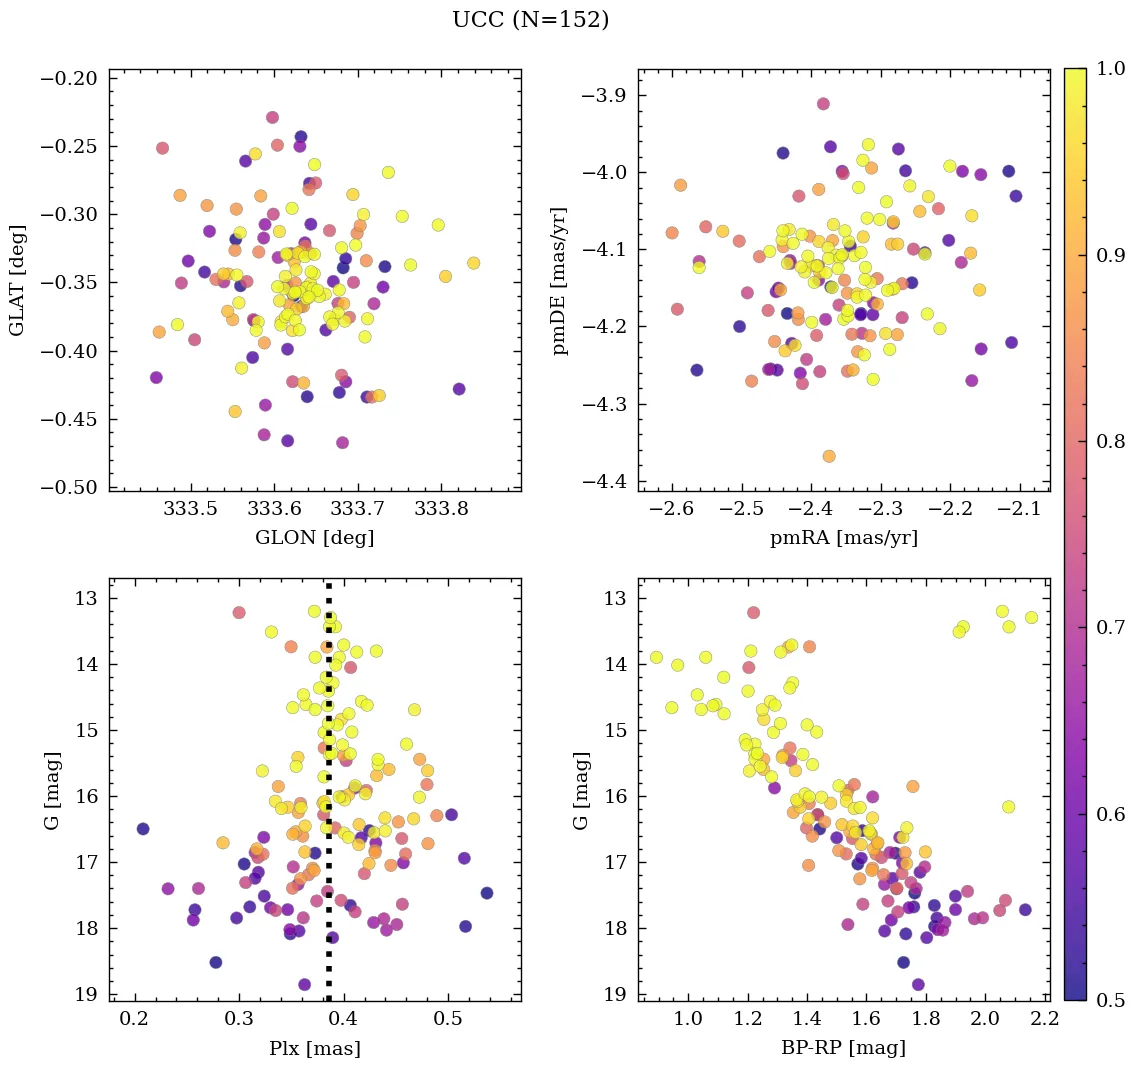 UCC (N=152)
−0.20
−0.25
−0.30
−0.35
−0.40
−0.45
−0.50
GLAT [deg]
333.5 333.6 333.7 333.8
GLON [deg]
−3.9
−4.0
−4.1
−4.2
−4.3
−4.4
pmDE [mas/yr]
−2.6 −2.5 −2.4 −2.3 −2.2 −2.1
pmRA [mas/yr]
13
14
15
16
17
18
19
G [mag]
0.2 0.3 0.4 0.5
Plx [mas]
13
14
15
16
17
18
19
G [mag]
1.0 1.2 1.4 1.6 1.8 2.0 2.2
BP-RP [mag]
1.0
0.9
0.8
0.7
0.6
0.5